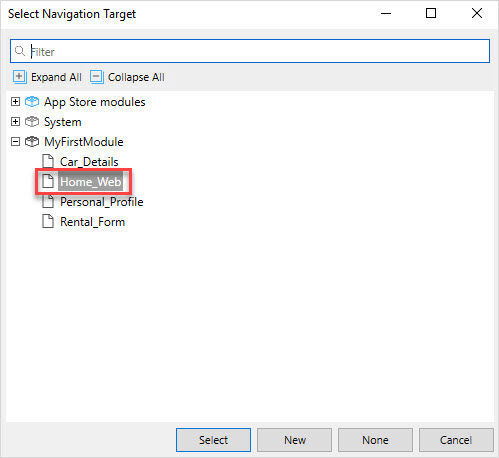 Select Navigation Target
Filter
Expand All Collapse All
App Store modules
System
MyFirstModule
Car_Details
Home_Web
Personal_Profile
Rental_Form
Select New None Cancel